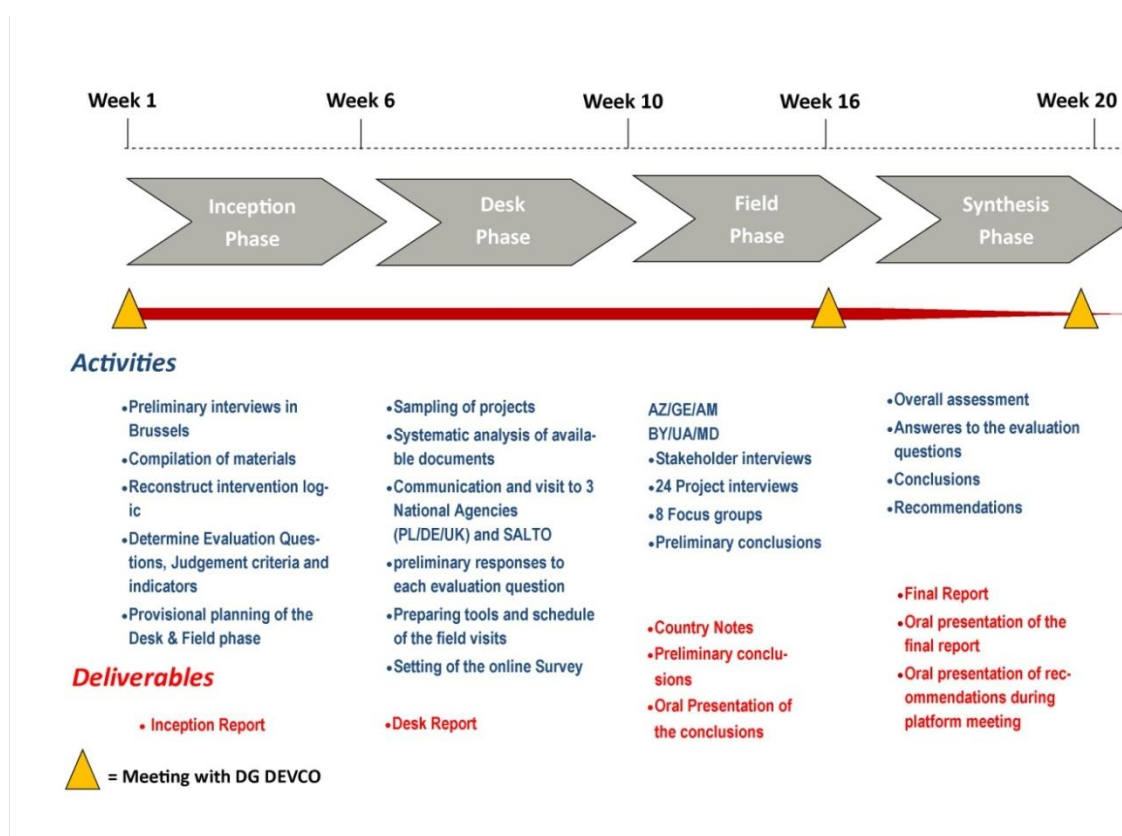 Week 1
Week 6
Week 10
Week 16
Week 20
Inception
Phase
Desk
Phase
Field
Phase
Synthesis
Phase
Activities
•Preliminary interviews in
Brussels
•Compilation of materials
•Reconstruct intervention log-
ic
•Determine Evaluation Ques-
tions, Judgement criteria and
indicators
•Provisional planning of the
Desk & Field phase
•Sampling of projects
•Systematic analysis of availa-
ble documents
•Communication and visit to 3
National Agencies
(PL/DE/UK) and SALTO
•preliminary responses to
each evaluation question
•Preparing tools and schedule
of the field visits
•Setting of the online Survey
AZ/GE/AM
BY/UA/MD
•Stakeholder interviews
•24 Project interviews
•8 Focus groups
•Preliminary conclusions
•Overall assessment
•Answeres to the evaluation
questions
•Conclusions
•Recommendations
Deliverables
• Inception Report
•Desk Report
•Country Notes
•Preliminary conclu-
sions
•Oral Presentation of
the conclusions
•Final Report
•Oral presentation of the
final report
•Oral presentation of rec-
ommendations during
platform meeting
= Meeting with DG DEVCO